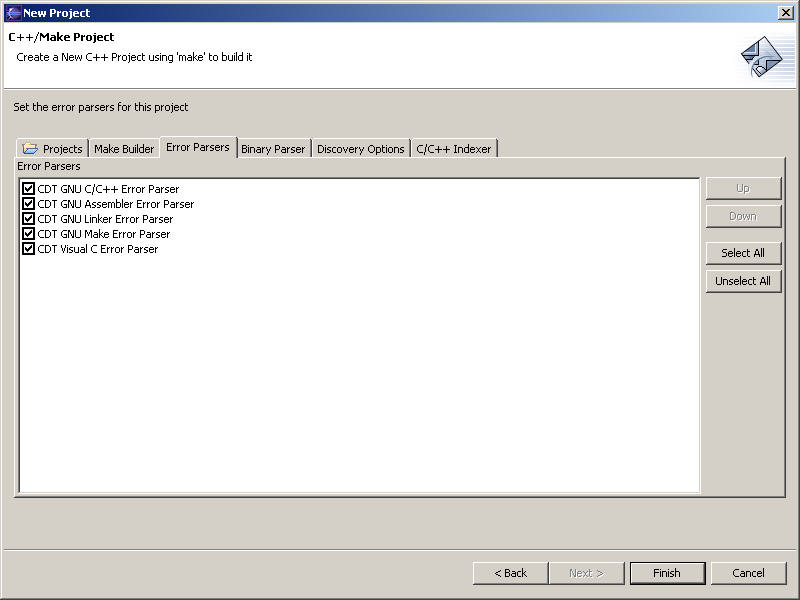 New Project
C++/Make Project
Create a New C++ Project using 'make' to build it
Set the error parsers for this project
Projects
Make Builder
Error Parsers
Binary Parser
Discovery Options
C/C++ Indexer
Error Parsers
CDT GNU C/C++ Error Parser
CDT GNU Assembler Error Parser
CDT GNU Linker Error Parser
CDT GNU Make Error Parser
CDT Visual C Error Parser
Up
Down
Select All
Unselect All
< Back
Next >
Finish
Cancel